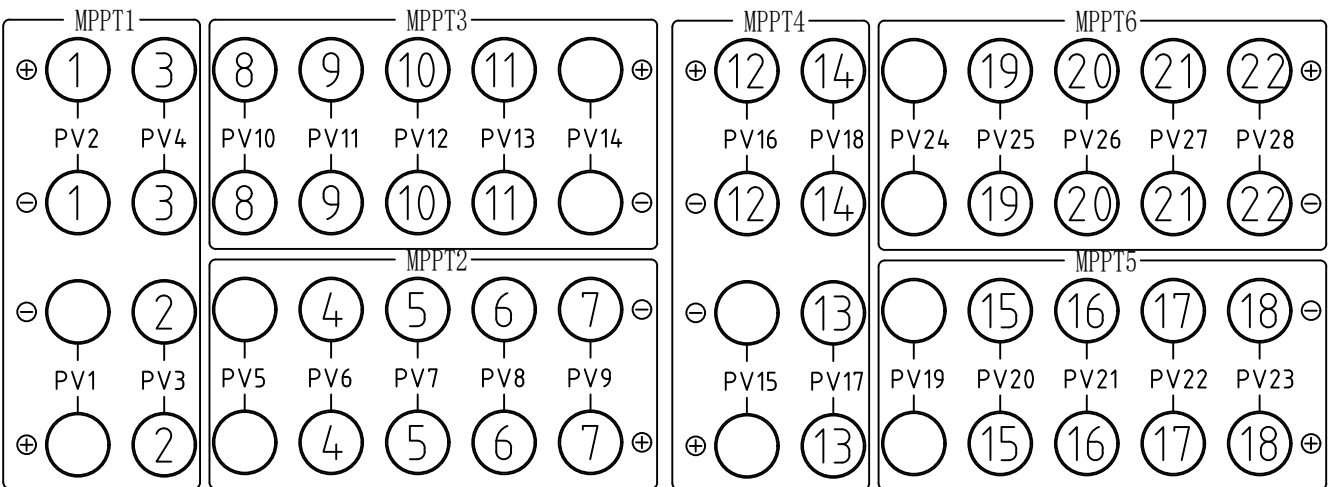 MPPT1 MPPT3 MPPT4 MPPT6
⊕ 1 3 8 9 10 11 ⊕ ⊕ 12 14 19 20 21 22 ⊕
PV2 PV4 PV10 PV11 PV12 PV13 PV14 PV16 PV18 PV24 PV25 PV26 PV27 PV28
⊖ 1 3 8 9 10 11 ⊖ ⊖ 12 14 19 20 21 22 ⊖
MPPT2 MPPT5
⊖ 2 4 5 6 7 ⊖ ⊖ 13 15 16 17 18 ⊖
PV1 PV3 PV5 PV6 PV7 PV8 PV9 PV15 PV17 PV19 PV20 PV21 PV22 PV23
⊕ 2 4 5 6 7 ⊕ ⊕ 13 15 16 17 18 ⊕